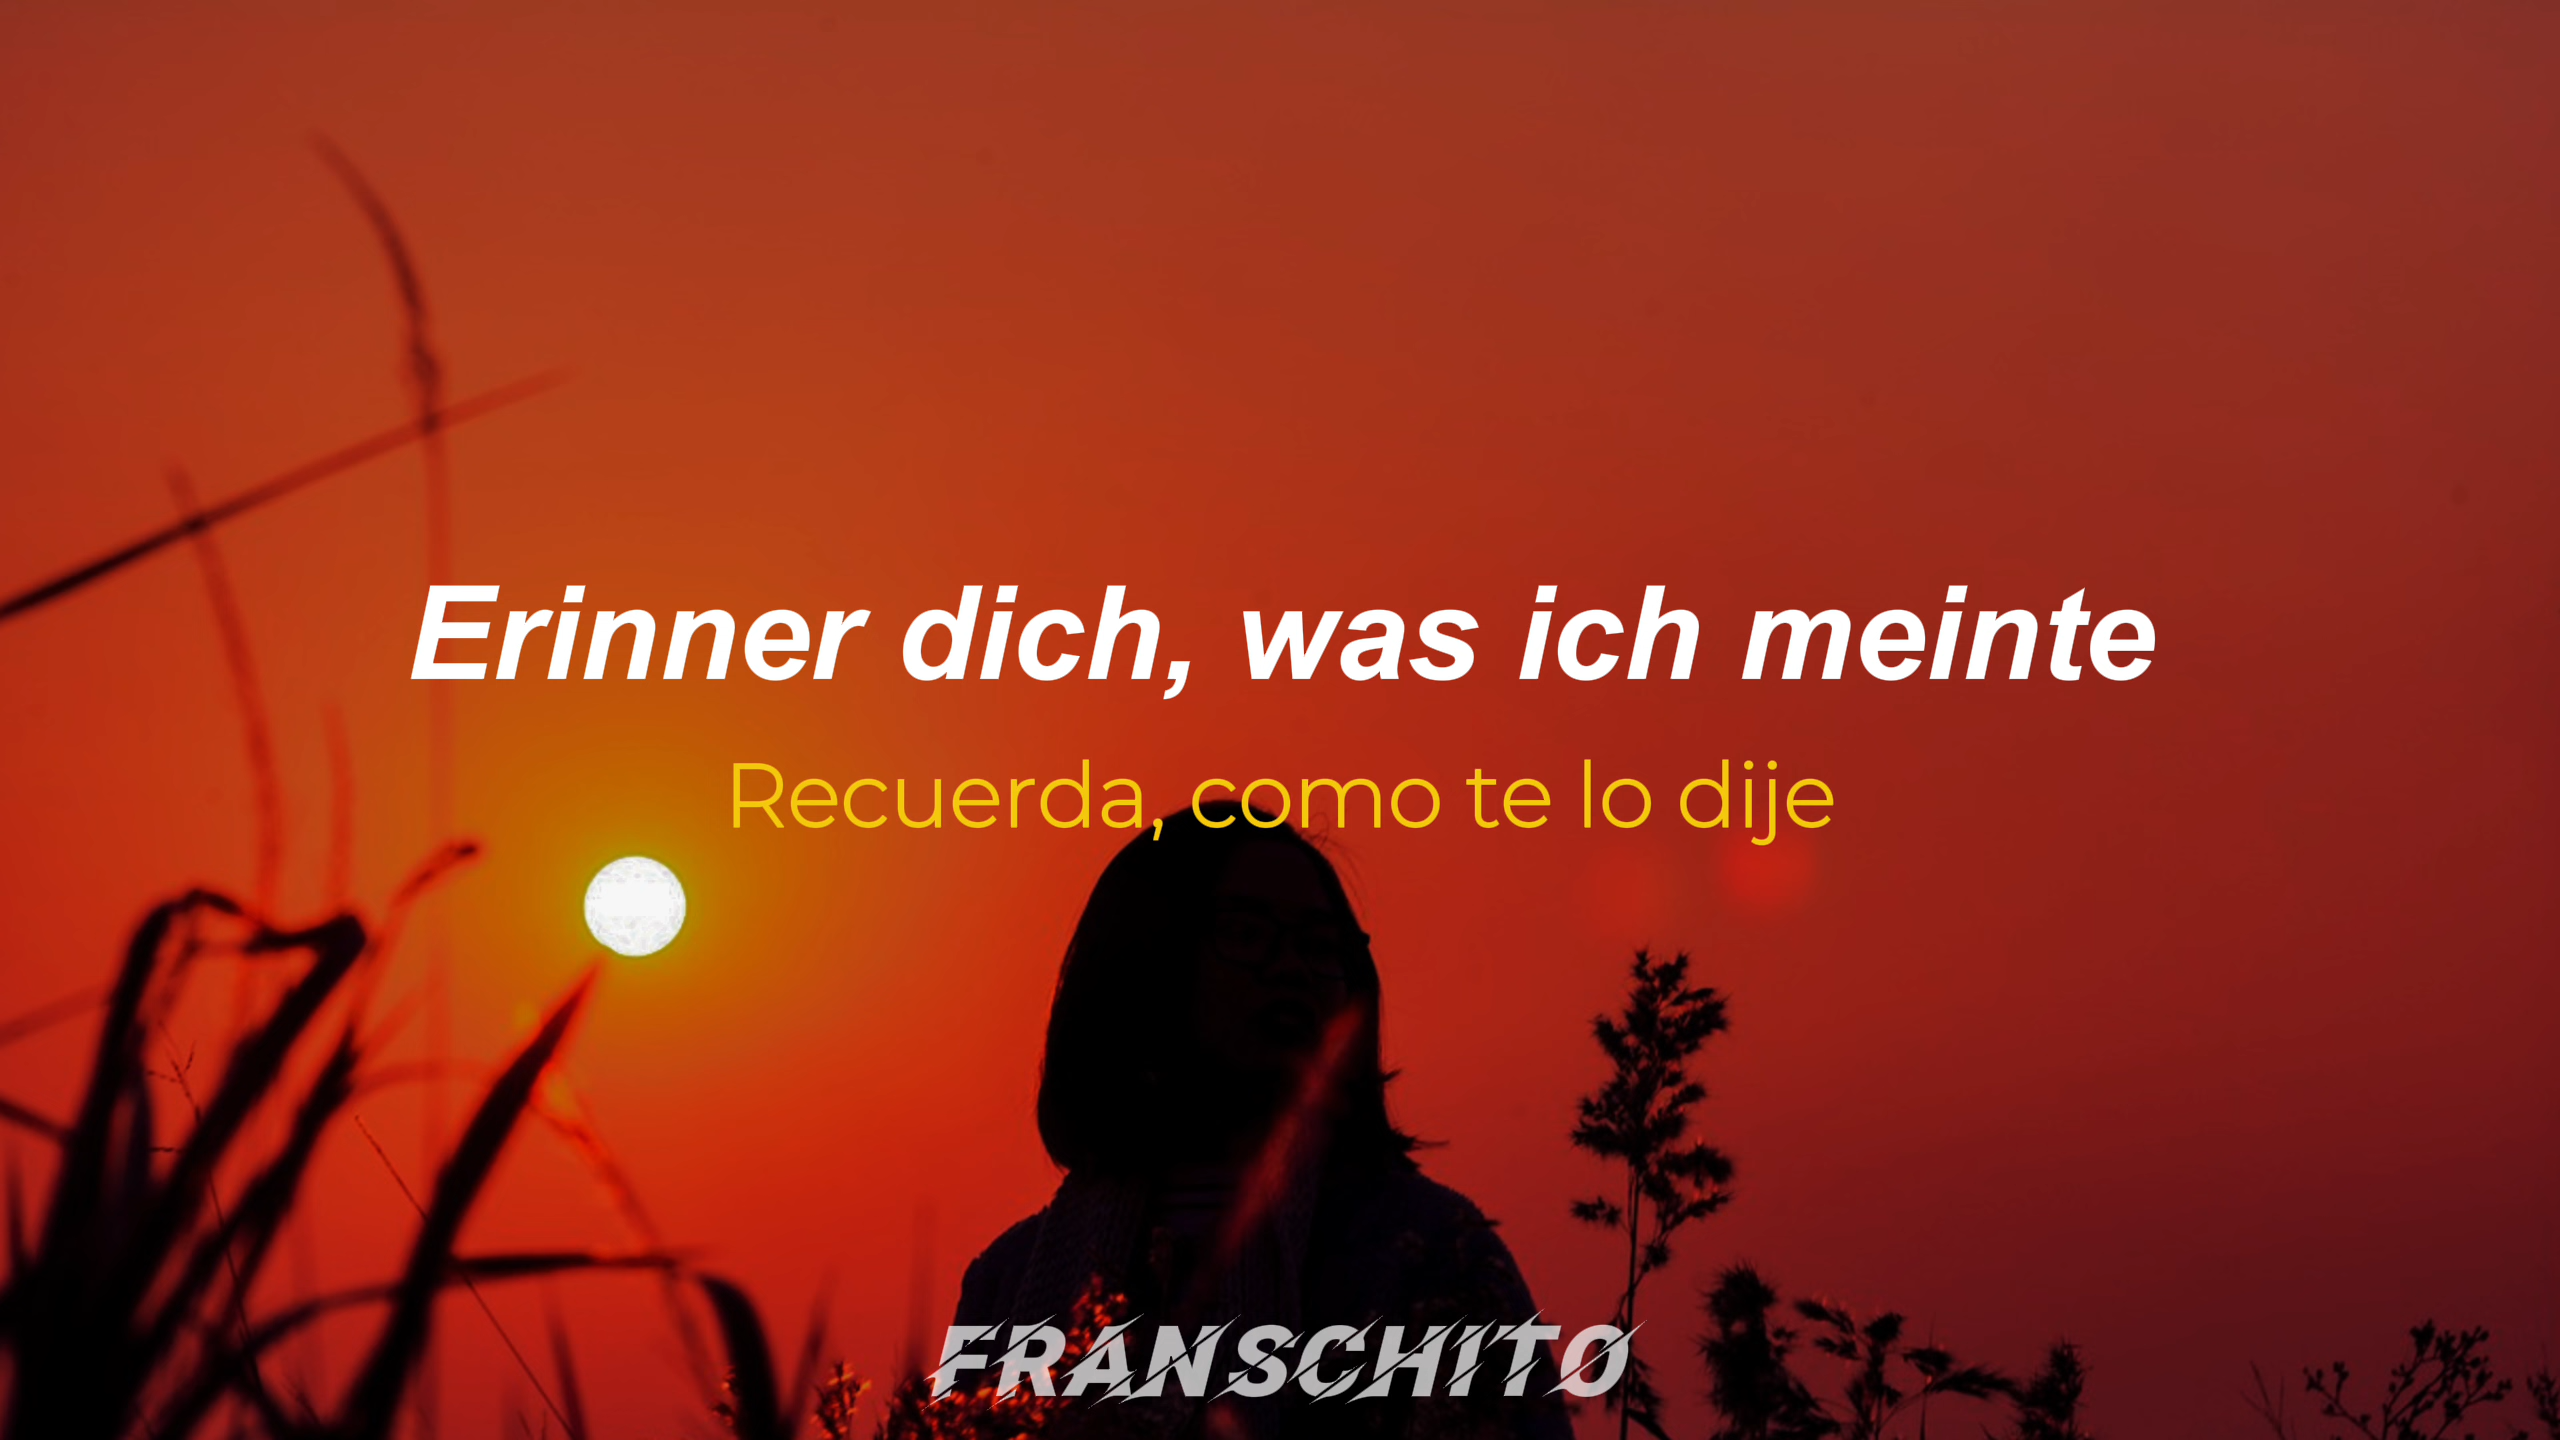 Erinner dich, was ich meinte
Recuerda, como te lo dije
FRANSCHITO